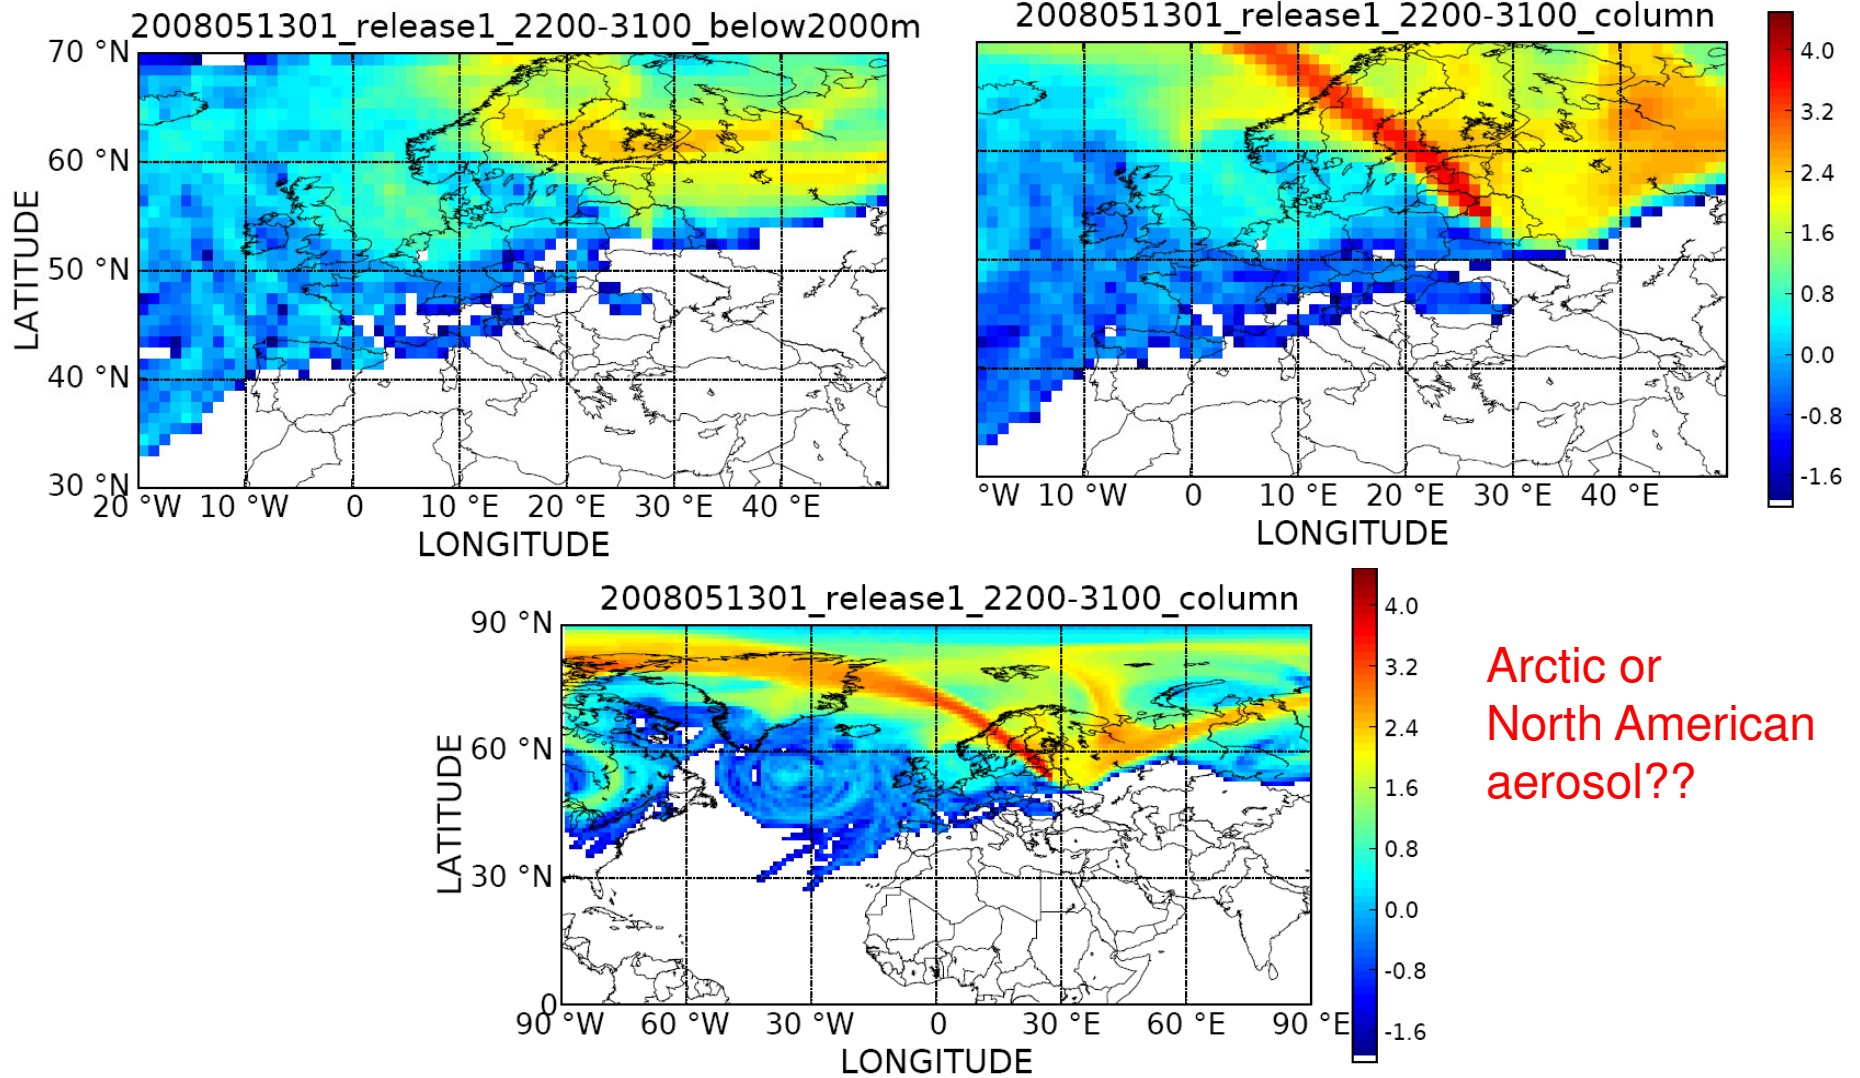 2008051301_release1_2200-3100_below2000m
70 °N
60 °N
50 °N
40 °N
30 °N
LATITUDE
20 °W 10 °W 0 10 °E 20 °E 30 °E 40 °E
LONGITUDE
2008051301_release1_2200-3100_column
°W 10 °W 0 10 °E 20 °E 30 °E 40 °E
LONGITUDE
4.0
3.2
2.4
1.6
0.8
0.0
-0.8
-1.6
2008051301_release1_2200-3100_column
90 °N
60 °N
30 °N
0
LATITUDE
90 °W 60 °W 30 °W 0 30 °E 60 °E 90 °E
LONGITUDE
4.0
3.2
2.4
1.6
0.8
0.0
-0.8
-1.6
Arctic or
North American
aerosol??